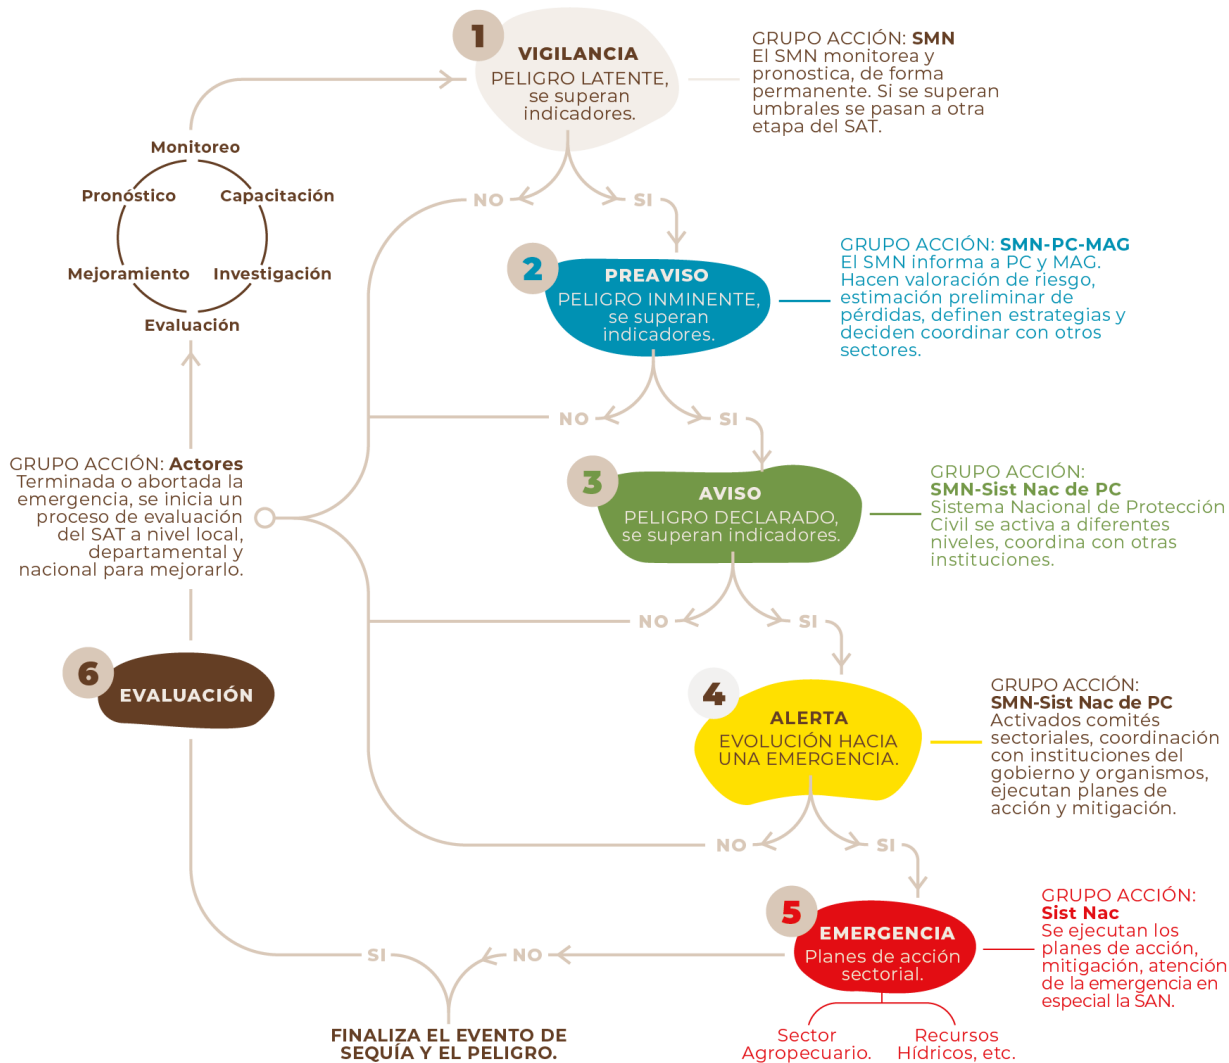 1
VIGILANCIA
PELIGRO LATENTE,
se superan
indicadores.
GRUPO ACCIÓN: SMN
El SMN monitorea y
pronostica, de forma
permanente. Si se superan
umbrales se pasan a otra
etapa del SAT.
Monitoreo
Pronóstico
Capacitación
Mejoramiento
Investigación
Evaluación
NO
SI
2
PREAVISO
PELIGRO INMINENTE,
se superan
indicadores.
GRUPO ACCIÓN: SMN-PC-MAG
El SMN informa a PC y MAG.
Hacen valoración de riesgo,
estimación preliminar de
pérdidas, definen estrategias y
deciden coordinar con otros
sectores.
NO
SI
GRUPO ACCIÓN: Actores
Terminada o abortada la
emergencia, se inicia un
proceso de evaluación
del SAT a nivel local,
departamental y
nacional para mejorarlo.
3
AVISO
PELIGRO DECLARADO,
se superan indicadores.
GRUPO ACCIÓN:
SMN-Sist Nac de PC
Sistema Nacional de Protección
Civil se activa a diferentes
niveles, coordina con otras
instituciones.
NO
SI
6
EVALUACIÓN
4
ALERTA
EVOLUCIÓN HACIA
UNA EMERGENCIA.
GRUPO ACCIÓN:
SMN-Sist Nac de PC
Activados comités
sectoriales, coordinación
con instituciones del
gobierno y organismos,
ejecutan planes de
acción y mitigación.
NO
SI
5
EMERGENCIA
Planes de acción
sectorial.
GRUPO ACCIÓN:
Sist Nac
Se ejecutan los
planes de acción,
mitigación, atención
de la emergencia en
especial la SAN.
SI
NO
FINALIZA EL EVENTO DE
SEQUÍA Y EL PELIGRO.
Sector
Agropecuario.
Recursos
Hídricos, etc.